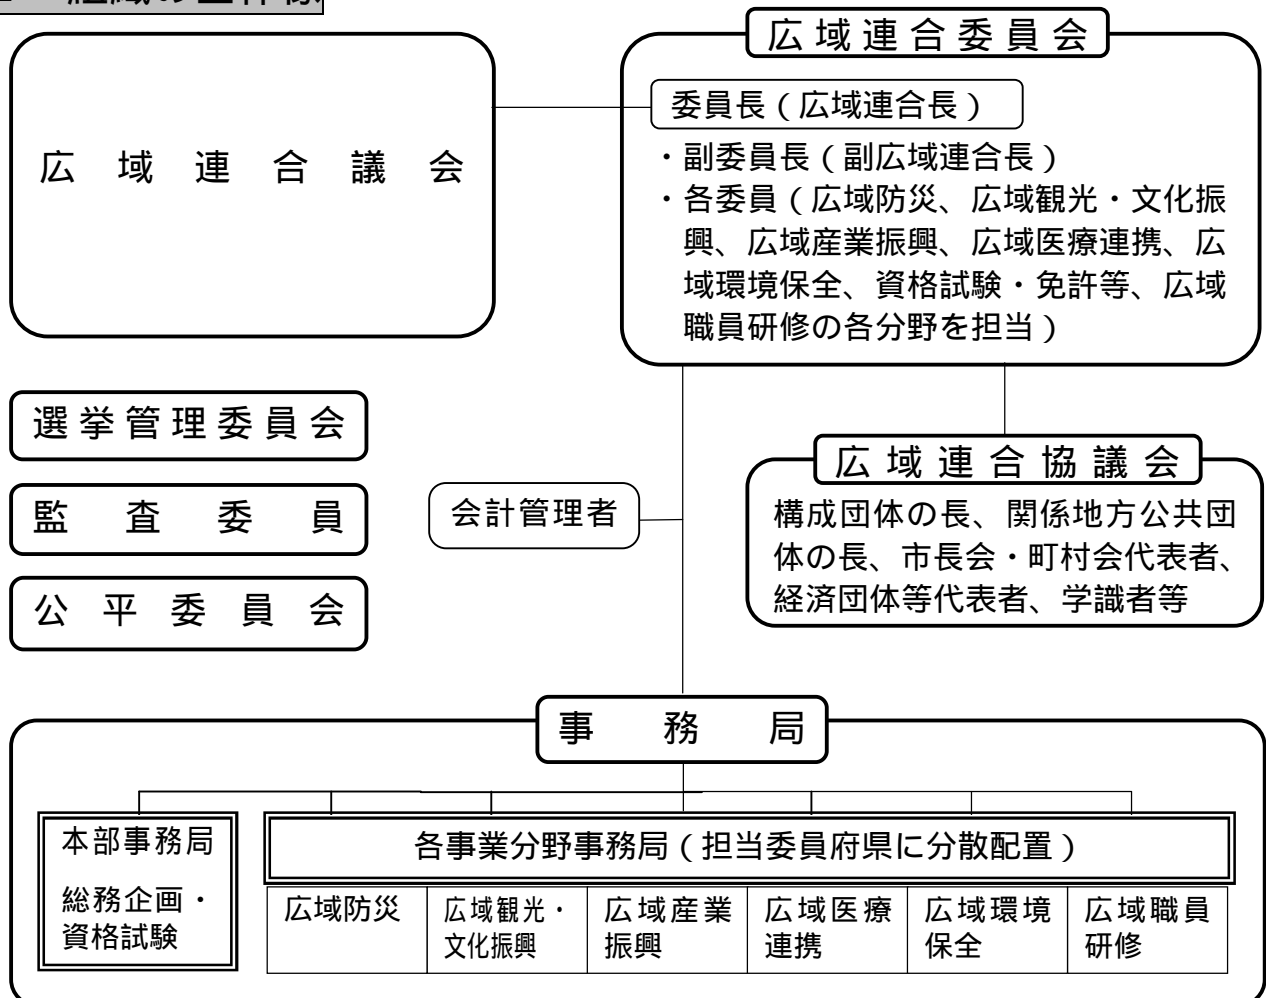 組織の全体像
広域連合議会
広域連合委員会
委員長（広域連合長）
・副委員長（副広域連合長）
・各委員（広域防災、広域観光・文化振
興、広域産業振興、広域医療連携、広
域環境保全、資格試験・免許等、広域
職員研修の各分野を担当）
選挙管理委員会
監査委員
公平委員会
会計管理者
広域連合協議会
構成団体の長、関係地方公共団
体の長、市長会・町村会代表者、
経済団体等代表者、学識者等
事務局
本部事務局
総務企画・
資格試験
各事業分野事務局（担当委員府県に分散配置）
広域防災
広域観光・
文化振興
広域産業
振興
広域医療
連携
広域環境
保全
広域職員
研修